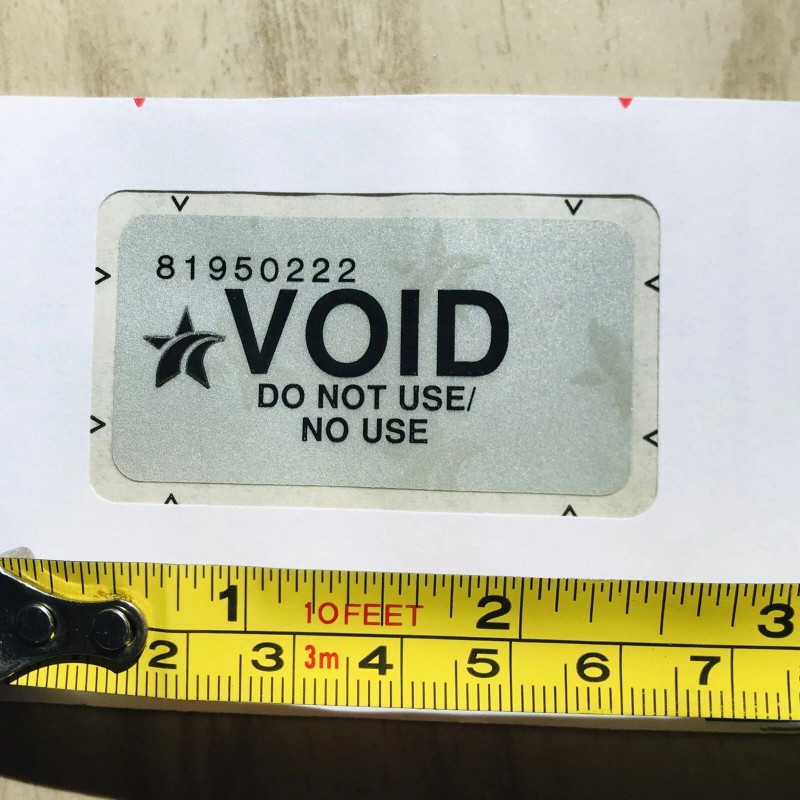 81950222
VOID
DO NOT USE/
NO USE
1 10FEET 2 3
2 3 3m 4 5 6 7